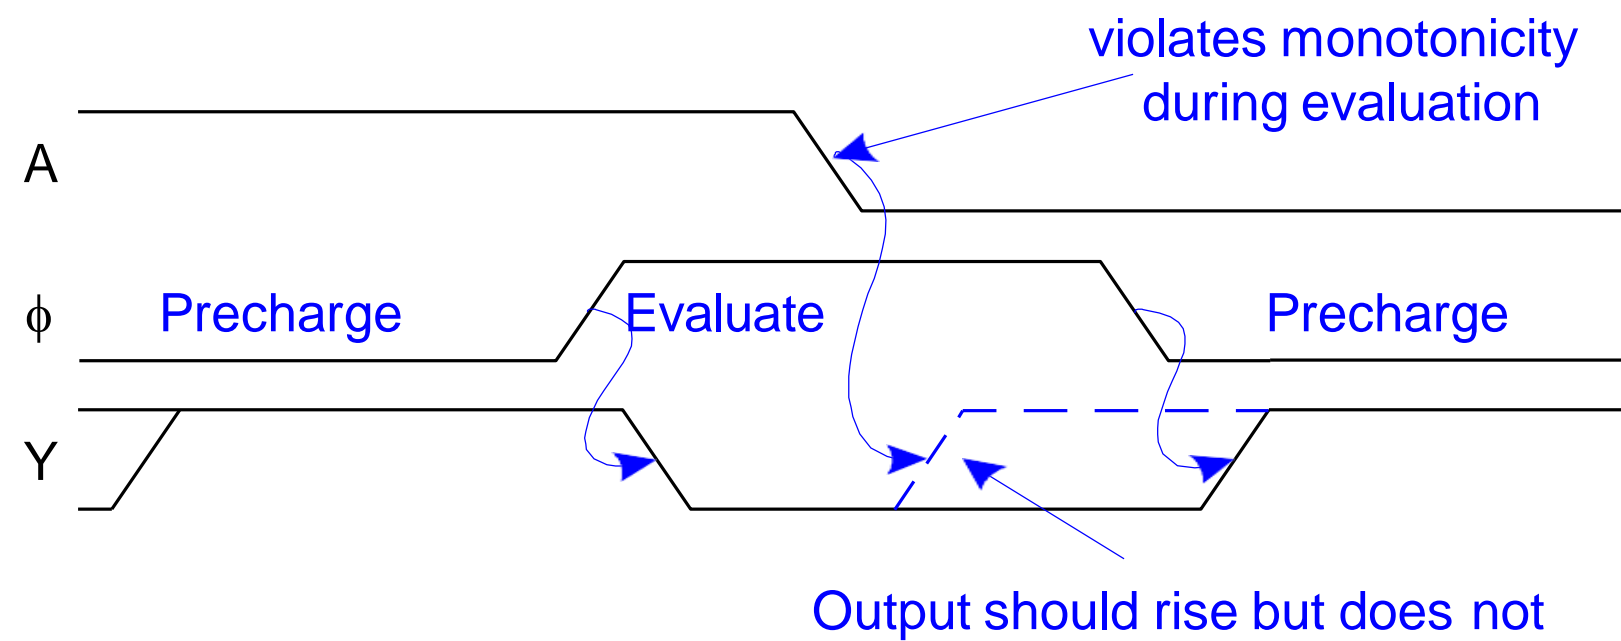 violates monotonicity
during evaluation
A
ϕ
Precharge
Evaluate
Precharge
Y
Output should rise but does not